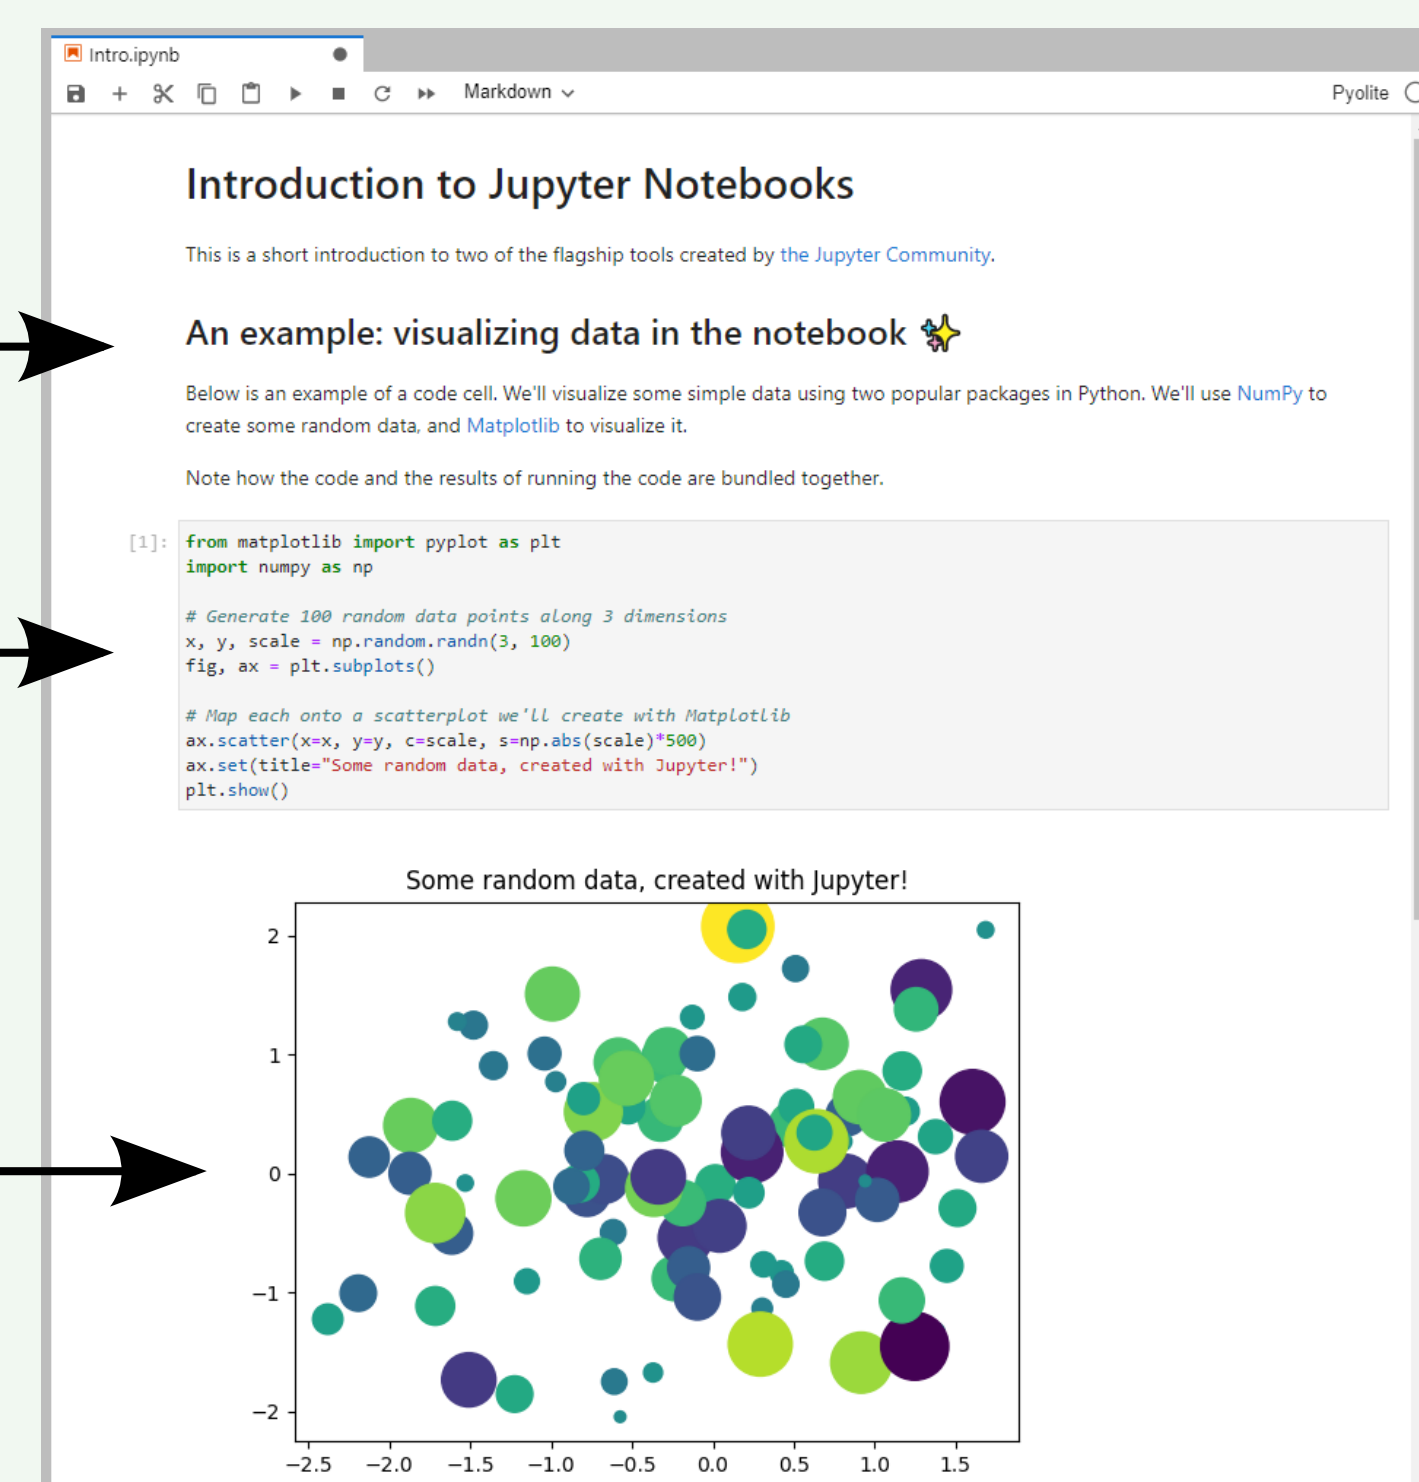 Intro.ipynb
Markdown
Pyolite
Introduction to Jupyter Notebooks
This is a short introduction to two of the flagship tools created by the Jupyter Community.
An example: visualizing data in the notebook ✨
Below is an example of a code cell. We'll visualize some simple data using two popular packages in Python. We'll use NumPy to
create some random data, and Matplotlib to visualize it.
Note how the code and the results of running the code are bundled together.
[1]: from matplotlib import pyplot as plt
import numpy as np
# Generate 100 random data points along 3 dimensions
x, y, scale = np.random.randn(3, 100)
fig, ax = plt.subplots()
# Map each onto a scatterplot we'll create with Matplotlib
ax.scatter(x=x, y=y, c=scale, s=np.abs(scale)*500)
ax.set(title="Some random data, created with Jupyter!")
plt.show()
Some random data, created with Jupyter!
2
1
0
−1
−2
−2.5 −2.0 −1.5 −1.0 −0.5 0.0 0.5 1.0 1.5